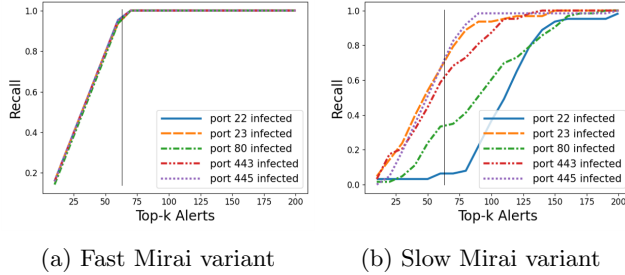 1.0
0.8
0.6
0.4
0.2
Recall
port 22 infected
port 23 infected
port 80 infected
port 443 infected
port 445 infected
25 50 75 100 125 150 175 200
Top-k Alerts
(a) Fast Mirai variant
1.0
0.8
0.6
0.4
0.2
0.0
Recall
port 22 infected
port 23 infected
port 80 infected
port 443 infected
port 445 infected
25 50 75 100 125 150 175 200
Top-k Alerts
(b) Slow Mirai variant